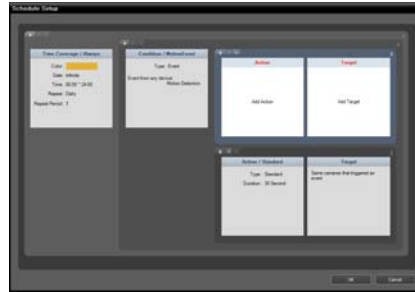 Schedule Setup
Time Coverage / Always
Color :
Date : Infinite
Time : 00:00 ~ 24:00
Repeat : Daily
Repeat Period : 1
Condition / MotionEvent
Type : Event
Event from any device
Motion Detection
Action
Add Action
Target
Add Target
Action / Standard
Type : Standard
Duration : 30 Second
Target
Same cameras that triggered an
event
OK
Cancel